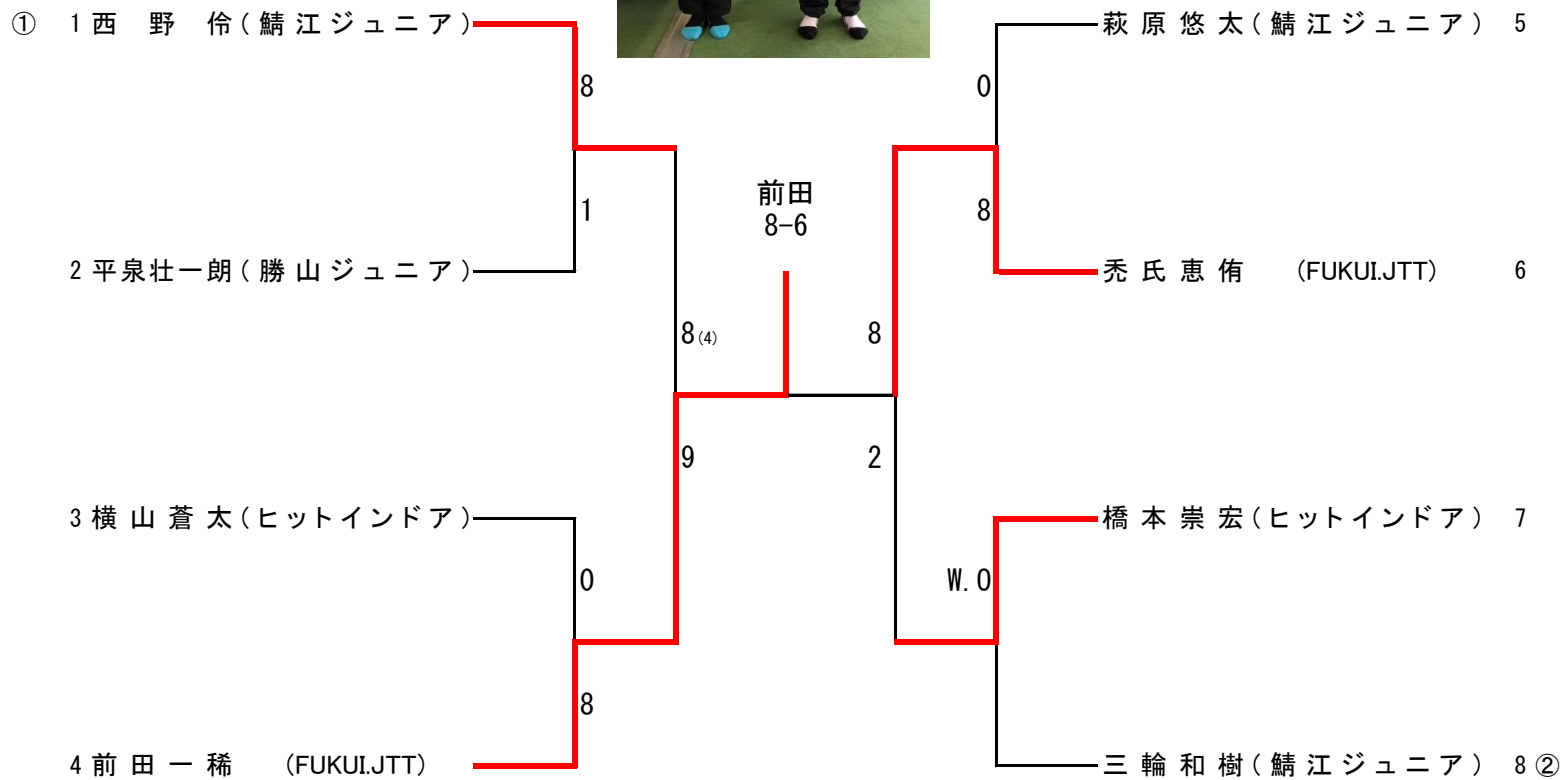 ① 1 西 野 伶 (鯖江ジュニア)
萩原悠太(鯖江ジュニア) 5
8
0
1
前田
8-6
8
2 平泉壮一朗(勝山ジュニア)
禿氏恵侑 (FUKUI.JTT) 6
8(4)
8
9
2
3 横山蒼太(ヒットインドア)
橋本崇宏(ヒットインドア) 7
0
W.O
8
4 前田一稀 (FUKUI.JTT)
三輪和樹(鯖江ジュニア) 8 ②